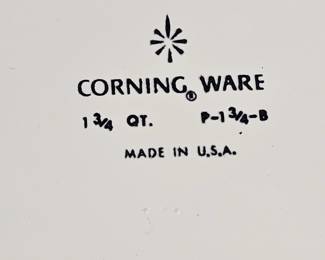 CORNING® WARE
1 3/4 QT. P-1 3/4-B
MADE IN U.S.A.